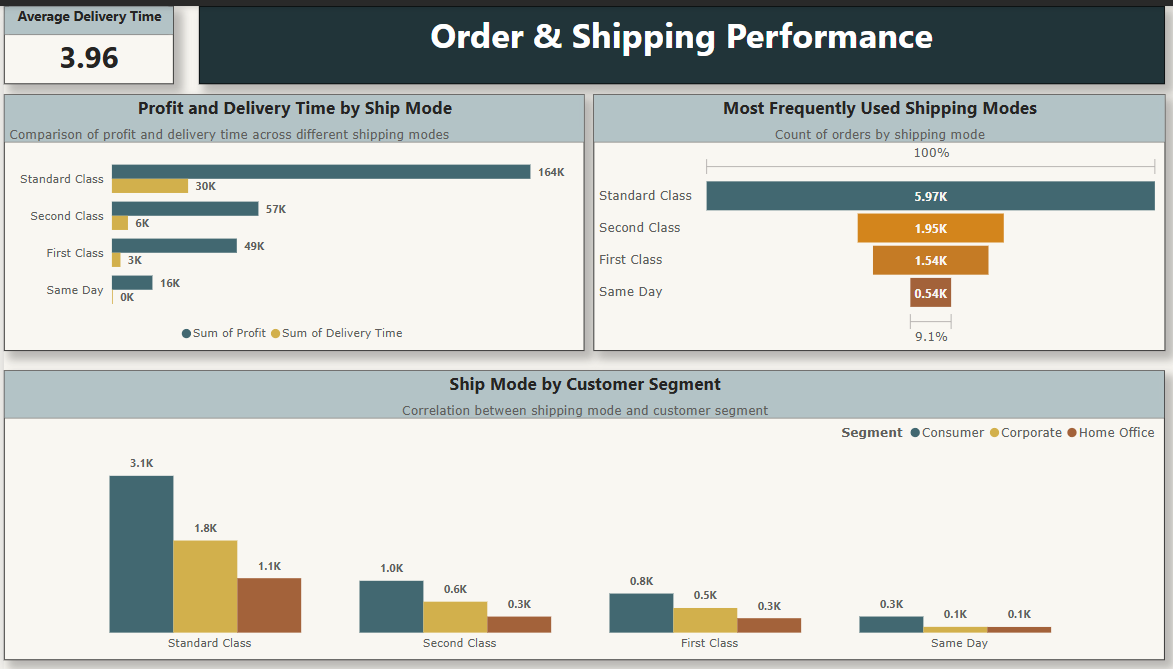 Average Delivery Time
3.96
Order & Shipping Performance
Profit and Delivery Time by Ship Mode
Comparison of profit and delivery time across different shipping modes
Standard Class 164K
30K
Second Class 57K
6K
First Class 49K
3K
Same Day 16K
0K
Sum of Profit Sum of Delivery Time
Most Frequently Used Shipping Modes
Count of orders by shipping mode
100%
Standard Class 5.97K
Second Class 1.95K
First Class 1.54K
Same Day 0.54K
9.1%
Ship Mode by Customer Segment
Correlation between shipping mode and customer segment
Segment Consumer Corporate Home Office
3.1K 1.8K 1.1K
1.0K 0.6K 0.3K
0.8K 0.5K 0.3K
0.3K 0.1K 0.1K
Standard Class Second Class First Class Same Day